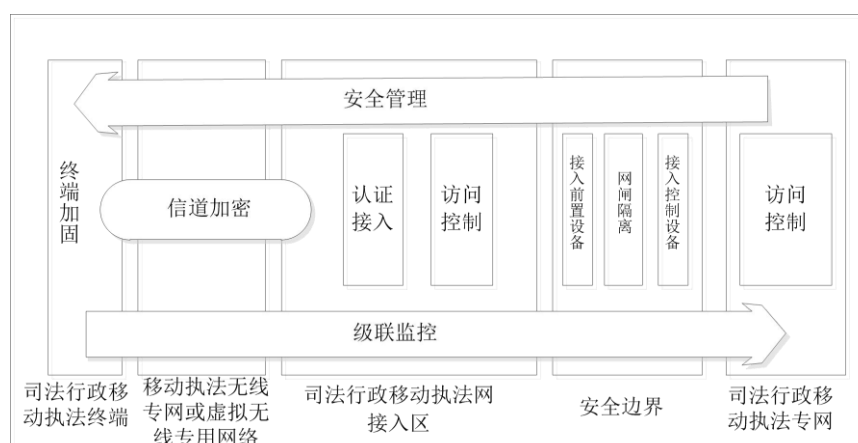 安全管理
终端加固
信道加密
认证
接入
访问
控制
接入前置设备
网闸隔离
接入控制设备
访问
控制
级联监控
司法行政移
动执法终端
移动执法无线
专网或虚拟无
线专用网络
司法行政移动执法网
接入区
安全边界
司法行政移
动执法专网